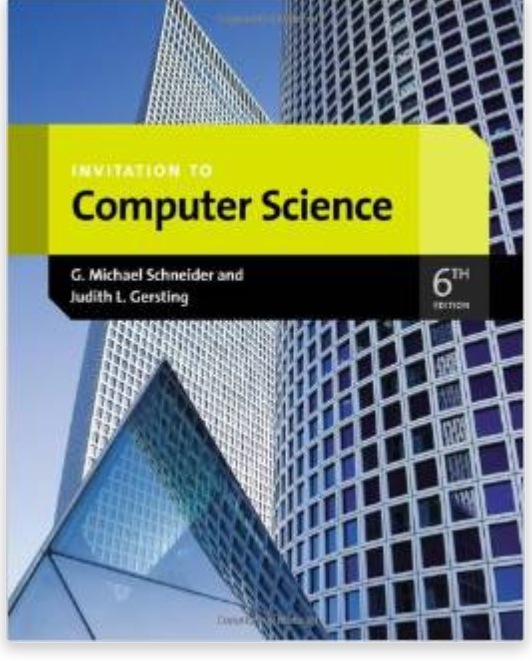 INVITATION TO
Computer Science
G. Michael Schneider and
Judith L. Gersting
6TH
EDITION